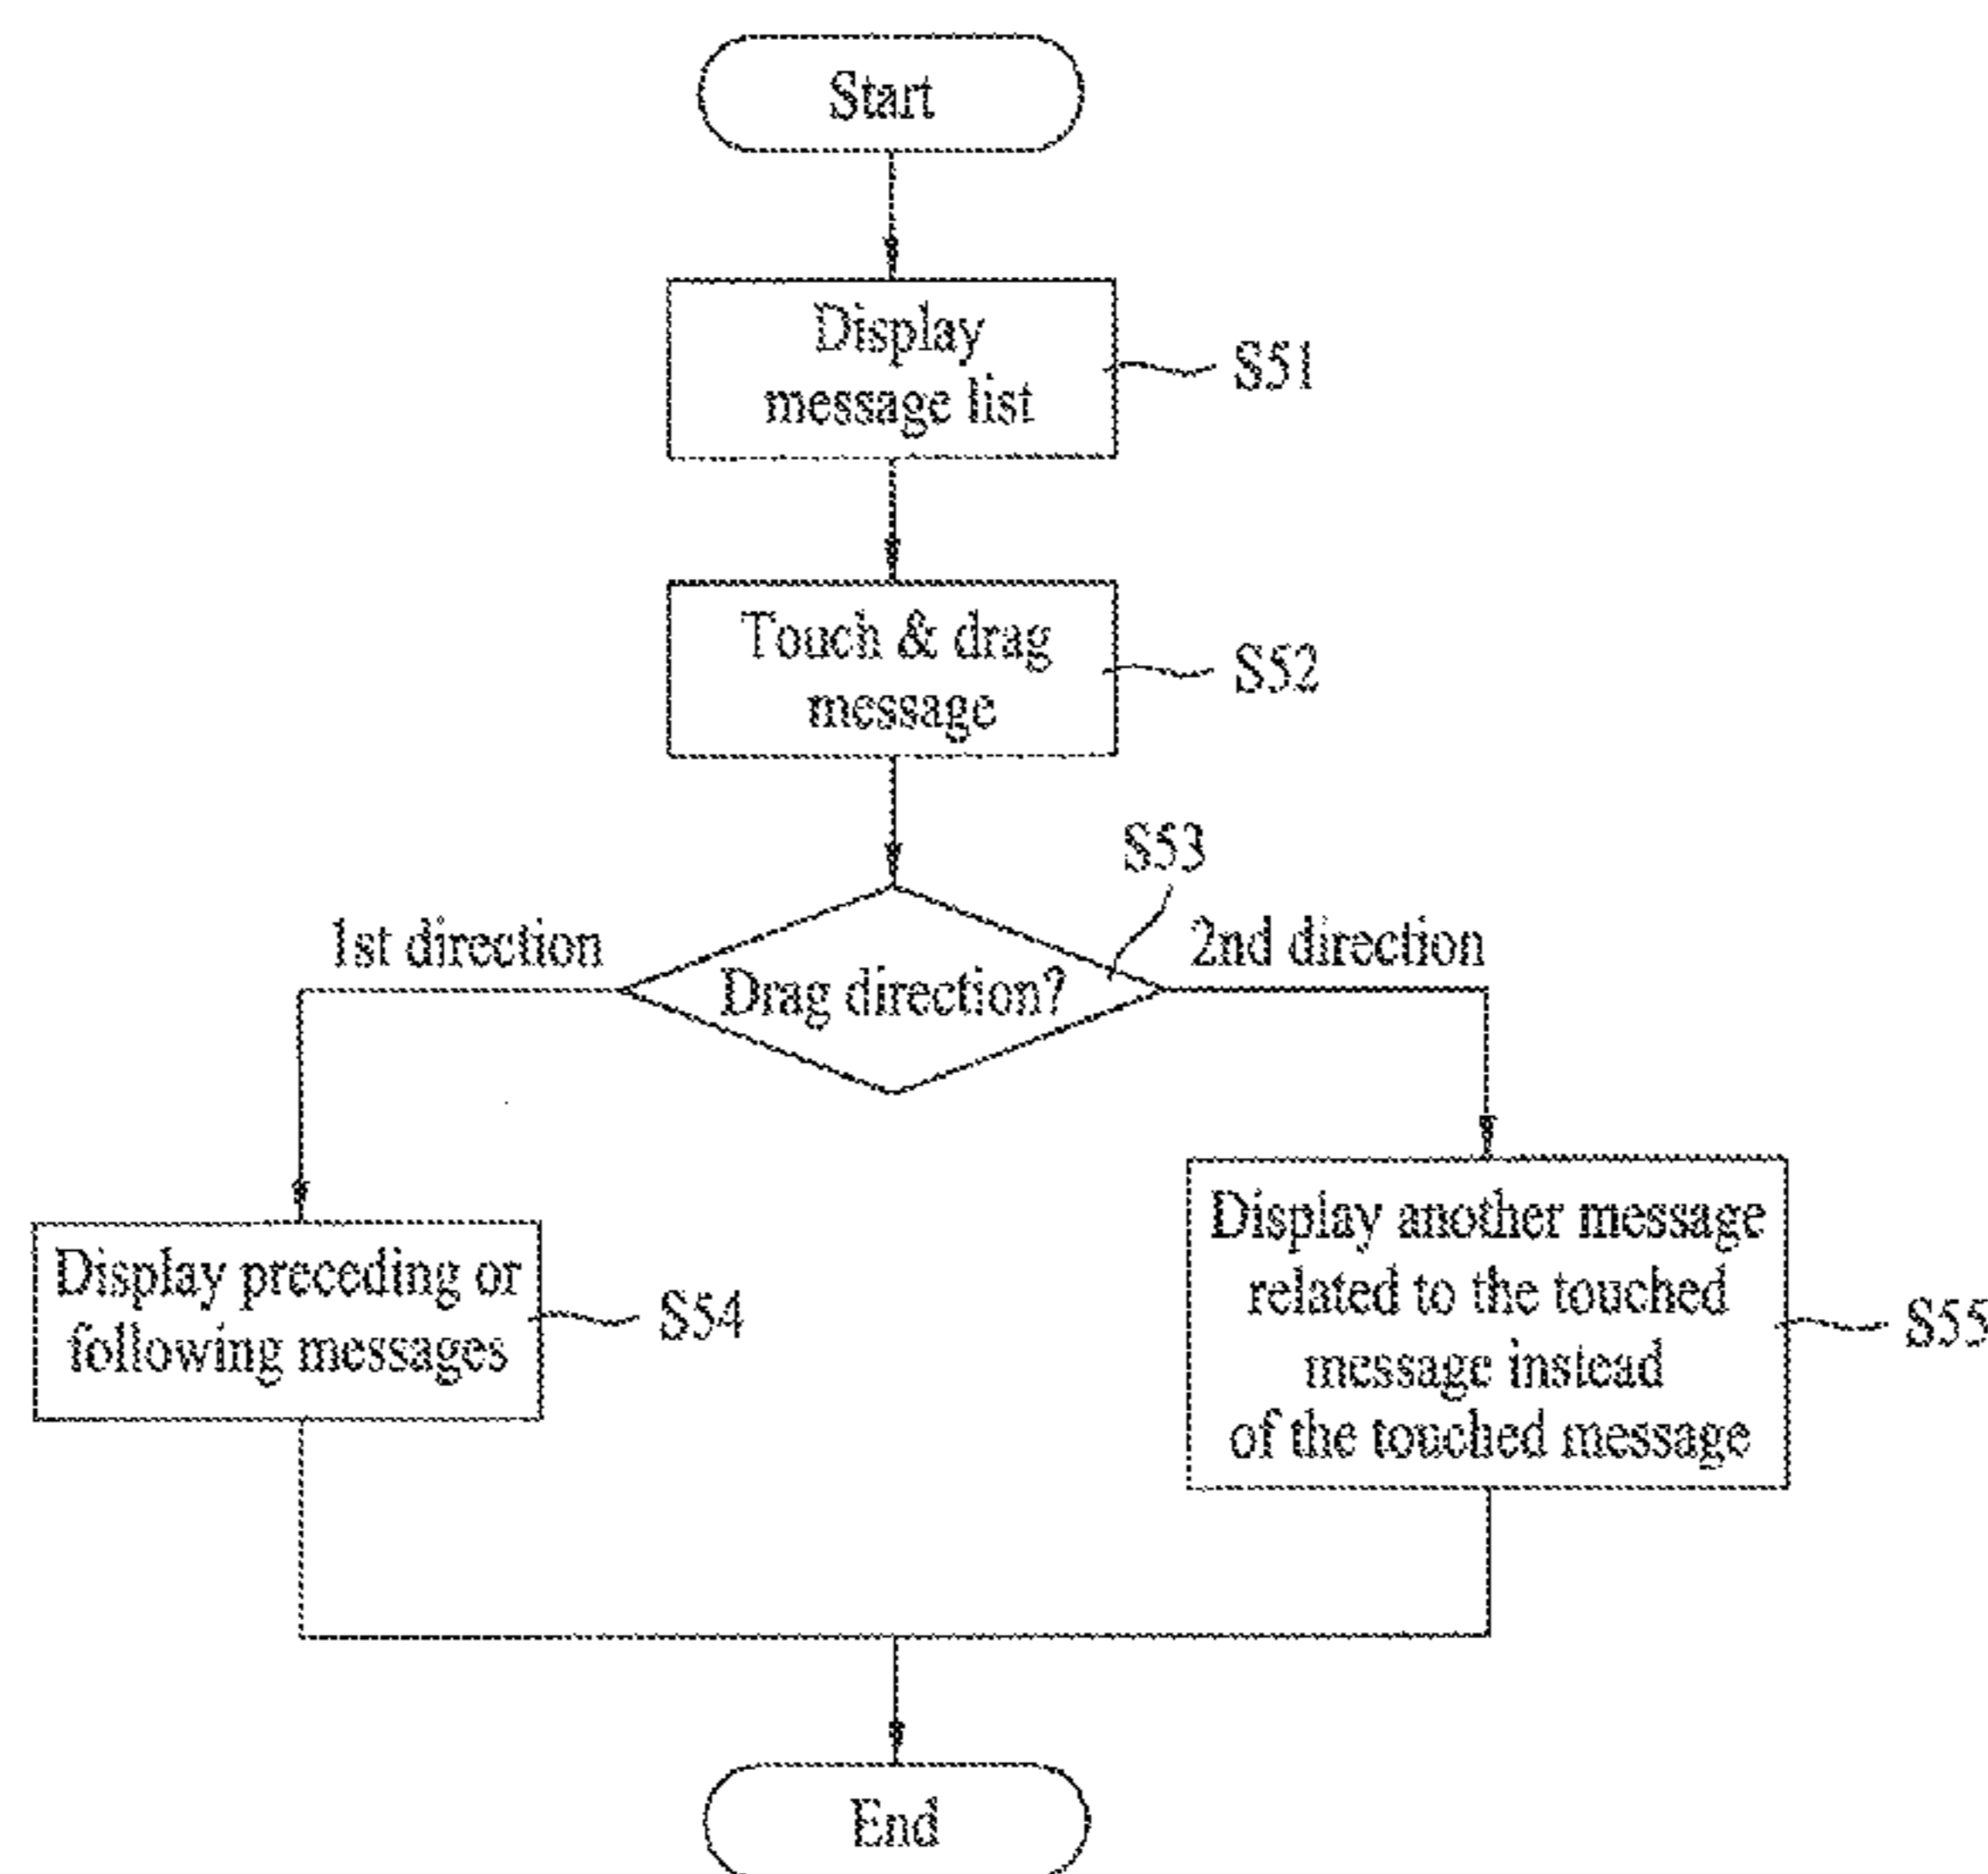 Start
Display
message list
S51
Touch & drag
message
S52
S53
1st direction
Drag direction?
2nd direction
Display preceding or
following messages
S54
Display another message
related to the touched
message instead
of the touched message
S55
End